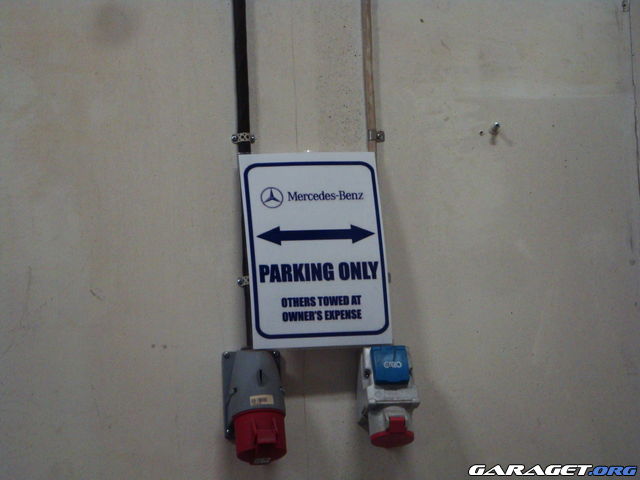 Mercedes-Benz
PARKING ONLY
OTHERS TOWED AT
OWNER'S EXPENSE
GARAGET.ORG